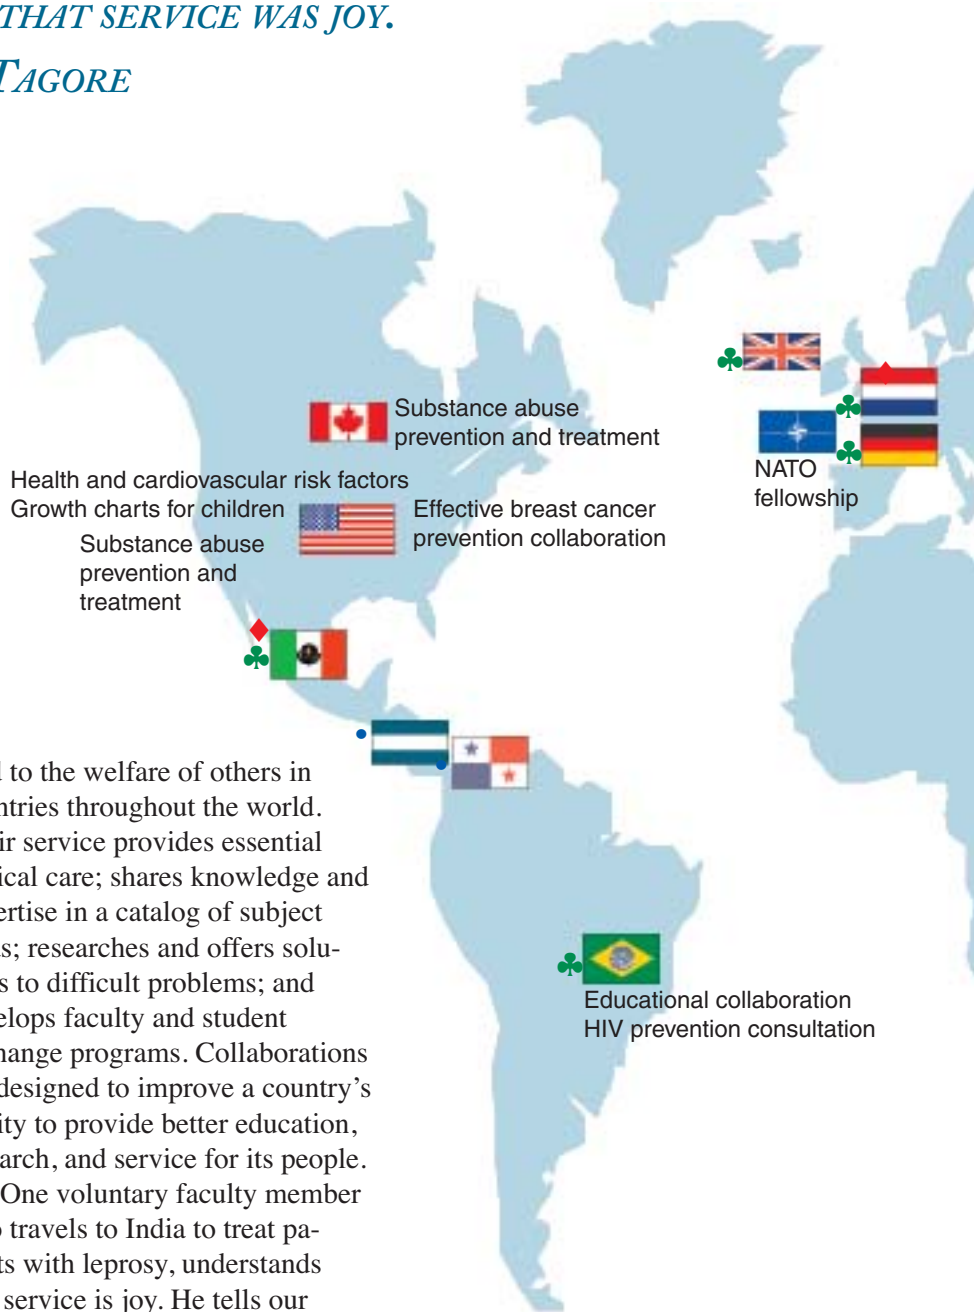 THAT SERVICE WAS JOY.
TAGORE
Substance abuse
prevention and treatment
Health and cardiovascular risk factors
Growth charts for children
Effective breast cancer
prevention collaboration
Substance abuse
prevention and
treatment
NATO
fellowship
Educational collaboration
HIV prevention consultation
to the welfare of others in
ntries throughout the world.
ir service provides essential
ical care; shares knowledge and
ertise in a catalog of subject
s; researches and offers solu-
s to difficult problems; and
elops faculty and student
hange programs. Collaborations
designed to improve a country’s
ity to provide better education,
arch, and service for its people.
One voluntary faculty member
travels to India to treat pa-
ts with leprosy, understands
service is joy. He tells our